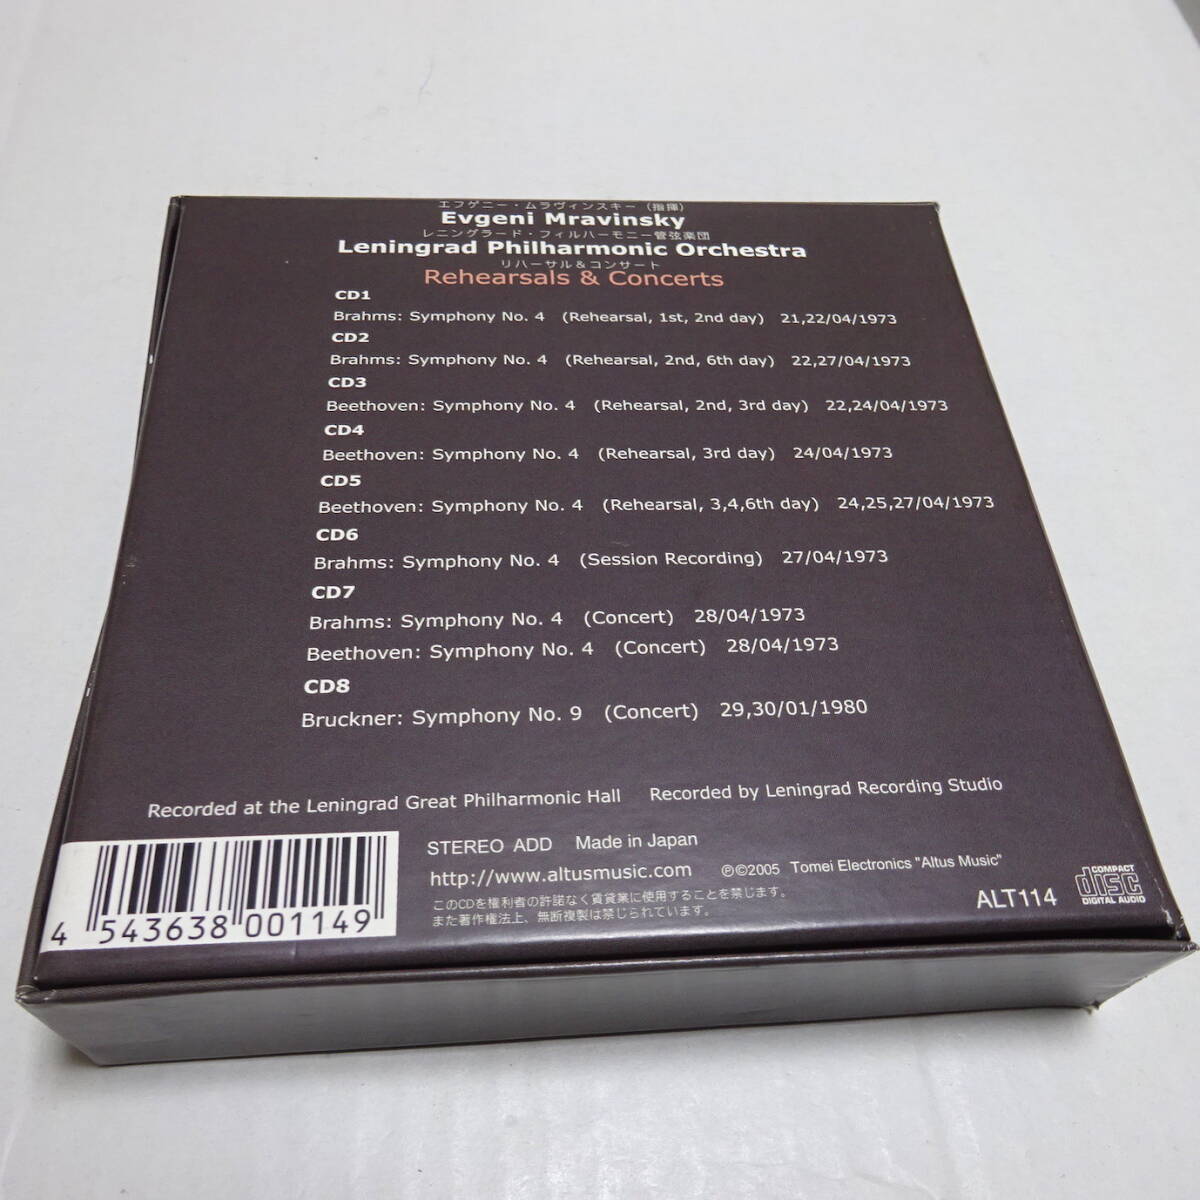 エフゲニー・ムラヴィンスキー（指揮）
Evgeni Mravinsky
レニングラード・フィルハーモニー管弦楽団
Leningrad Philharmonic Orchestra
リハーサル＆コンサート
Rehearsals & Concerts
CD1
Brahms: Symphony No. 4 (Rehearsal, 1st, 2nd day) 21,22/04/1973
CD2
Brahms: Symphony No. 4 (Rehearsal, 2nd, 6th day) 22,27/04/1973
CD3
Beethoven: Symphony No. 4 (Rehearsal, 2nd, 3rd day) 22,24/04/1973
CD4
Beethoven: Symphony No. 4 (Rehearsal, 3rd day) 24/04/1973
CD5
Beethoven: Symphony No. 4 (Rehearsal, 3,4,6th day) 24,25,27/04/1973
CD6
Brahms: Symphony No. 4 (Session Recording) 27/04/1973
CD7
Brahms: Symphony No. 4 (Concert) 28/04/1973
Beethoven: Symphony No. 4 (Concert) 28/04/1973
CD8
Bruckner: Symphony No. 9 (Concert) 29,30/01/1980
Recorded at the Leningrad Great Philharmonic Hall Recorded by Leningrad Recording Studio
STEREO ADD Made in Japan
http://www.altusmusic.com ℗©2005 Tomei Electronics "Altus Music"
このCDを権利者の許諾なく賃貸業に使用することを禁じます。
また著作権法上、無断複製は禁じられています。
ALT114
COMPACT
disc
DIGITAL AUDIO
4 543638 001149